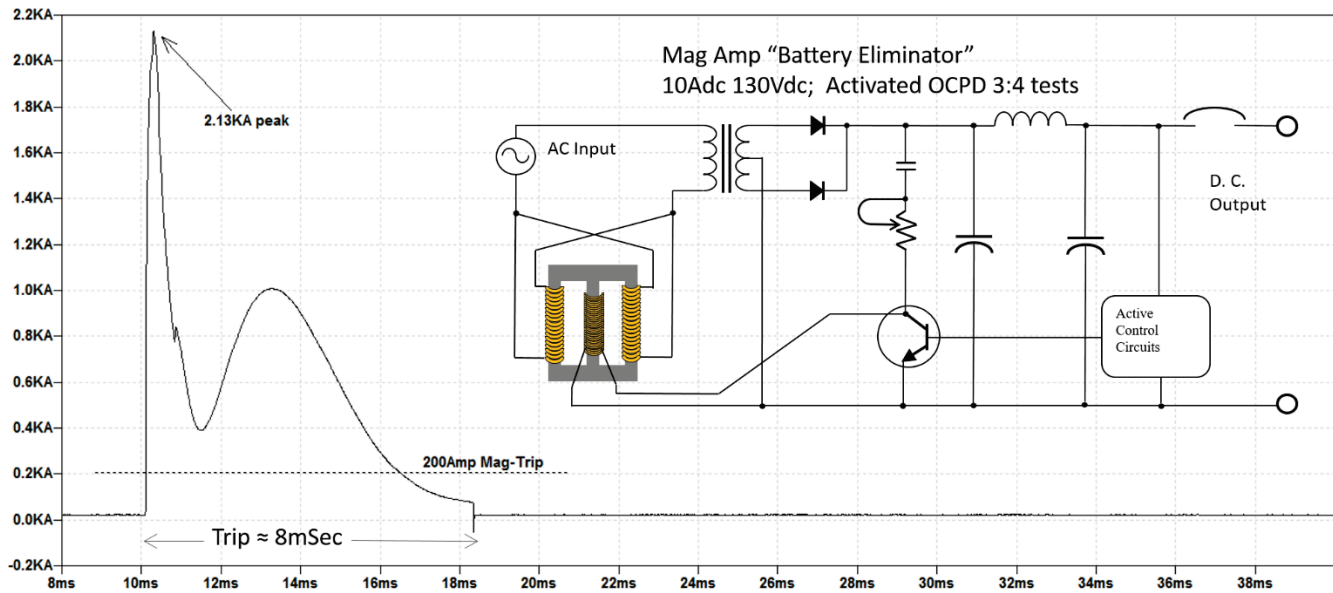 2.2KA
2.0KA
1.8KA
1.6KA
1.4KA
1.2KA
1.0KA
0.8KA
0.6KA
0.4KA
0.2KA
0.0KA
-0.2KA
2.13KA peak
Mag Amp “Battery Eliminator”
10Adc 130Vdc;  Activated OCPD 3:4 tests
AC Input
D. C.
Output
Active
Control
Circuits
200Amp Mag-Trip
Trip ≈ 8mSec
8ms 10ms 12ms 14ms 16ms 18ms 20ms 22ms 24ms 26ms 28ms 30ms 32ms 34ms 36ms 38ms